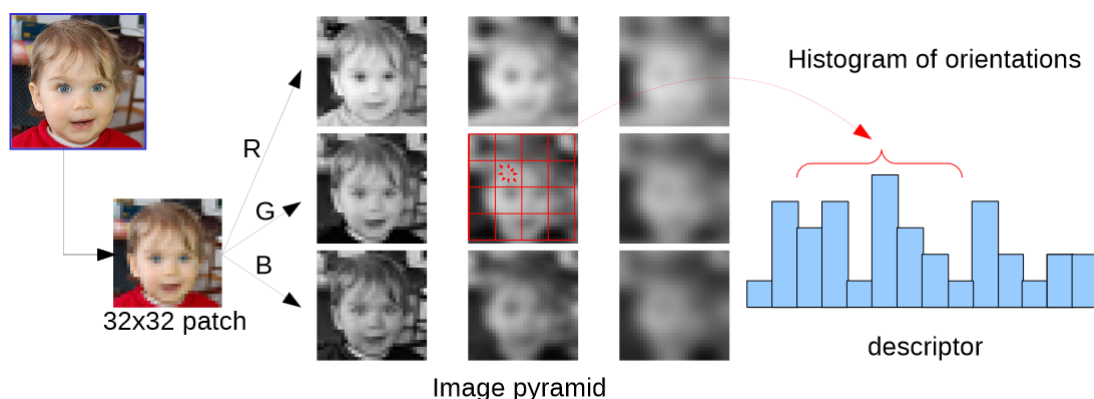 Histogram of orientations
R
G
B
32x32 patch
descriptor
Image pyramid